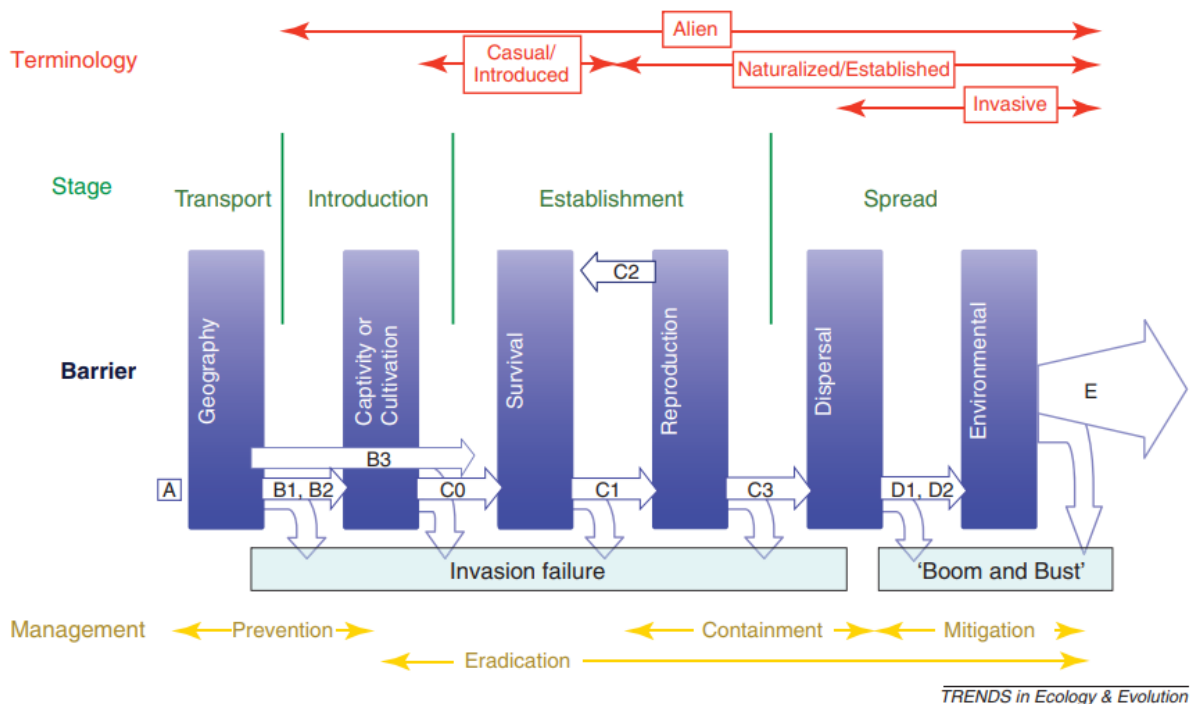 Terminology
Alien
Casual/
Introduced
Naturalized/Established
Invasive
Stage
Transport
Introduction
Establishment
Spread
Barrier
Geography
Captivity or
Cultivation
Survival
Reproduction
Dispersal
Environmental
C2
E
B3
A
B1, B2
C0
C1
C3
D1, D2
Invasion failure
‘Boom and Bust’
Management
Prevention
Containment
Mitigation
Eradication
TRENDS in Ecology & Evolution